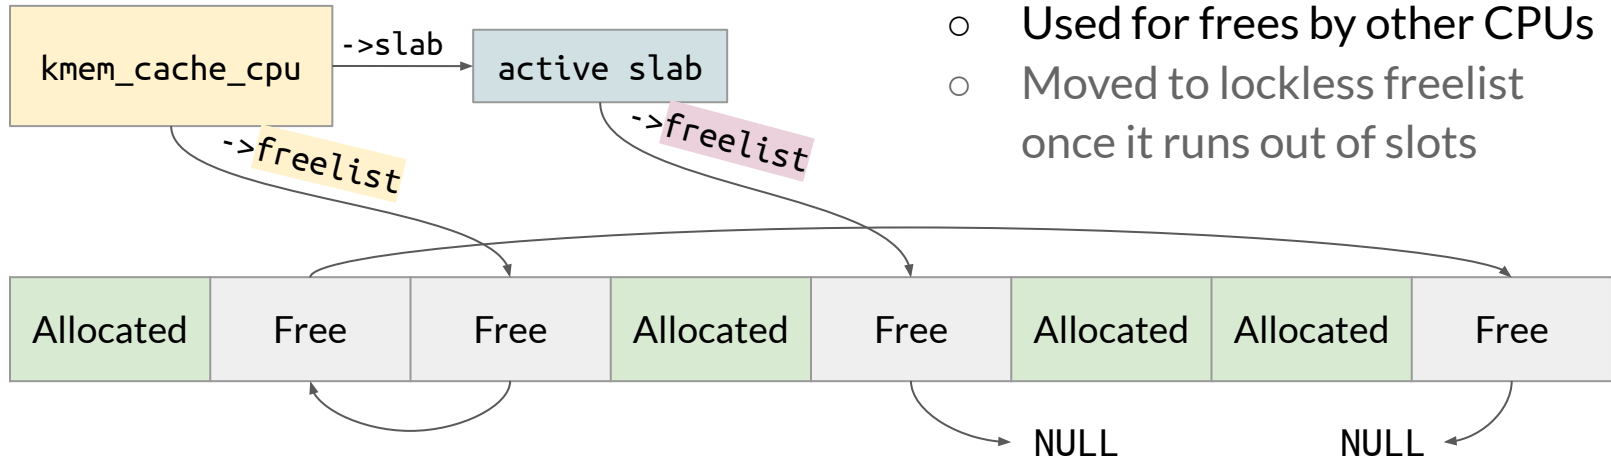 kmem_cache_cpu
->slab
active slab
->freelist
->freelist
○ Used for frees by other CPUs
○ Moved to lockless freelist
once it runs out of slots
Allocated Free Free Allocated Free Allocated Allocated Free
NULL NULL